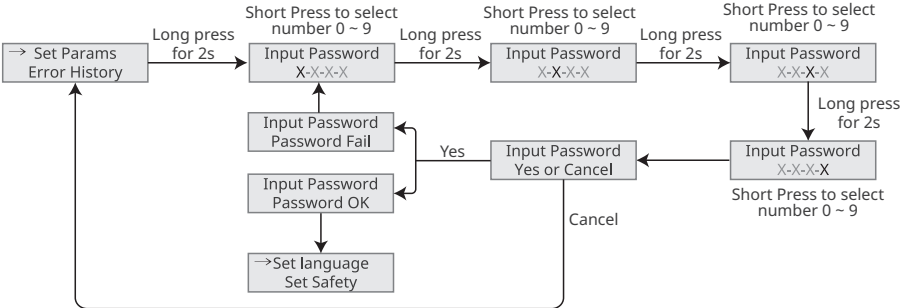 → Set Params
Error History
Long press
for 2s
Short Press to select
number 0 ~ 9
Input Password
X-X-X-X
Long press
for 2s
Short Press to select
number 0 ~ 9
Input Password
X-X-X-X
Long press
for 2s
Short Press to select
number 0 ~ 9
Input Password
X-X-X-X
Long press
for 2s
Input Password
X-X-X-X
Short Press to select
number 0 ~ 9
Input Password
Yes or Cancel
Yes
Cancel
Input Password
Password Fail
Input Password
Password OK
→Set language
Set Safety